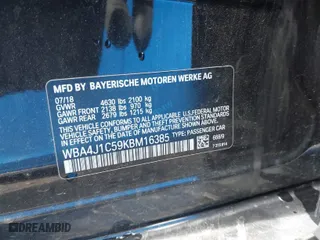 MFD BY BAYERISCHE MOTOREN WERKE AG
07/18
GVWR 4630 lbs 2100 kg
GAWR FRONT 2138 lbs 970 kg
GAWR REAR 2679 lbs 1215 kg
THIS VEHICLE CONFORMS TO ALL APPLICABLE FEDERAL
MOTOR VEHICLE SAFETY, BUMPER, AND THEFT PREVENTION
STANDARDS IN EFFECT ON THE DATE OF MANUFACTURE
SHOWN ABOVE.
WBA4J1C59KBM16385 TYPE: PASSENGER CAR